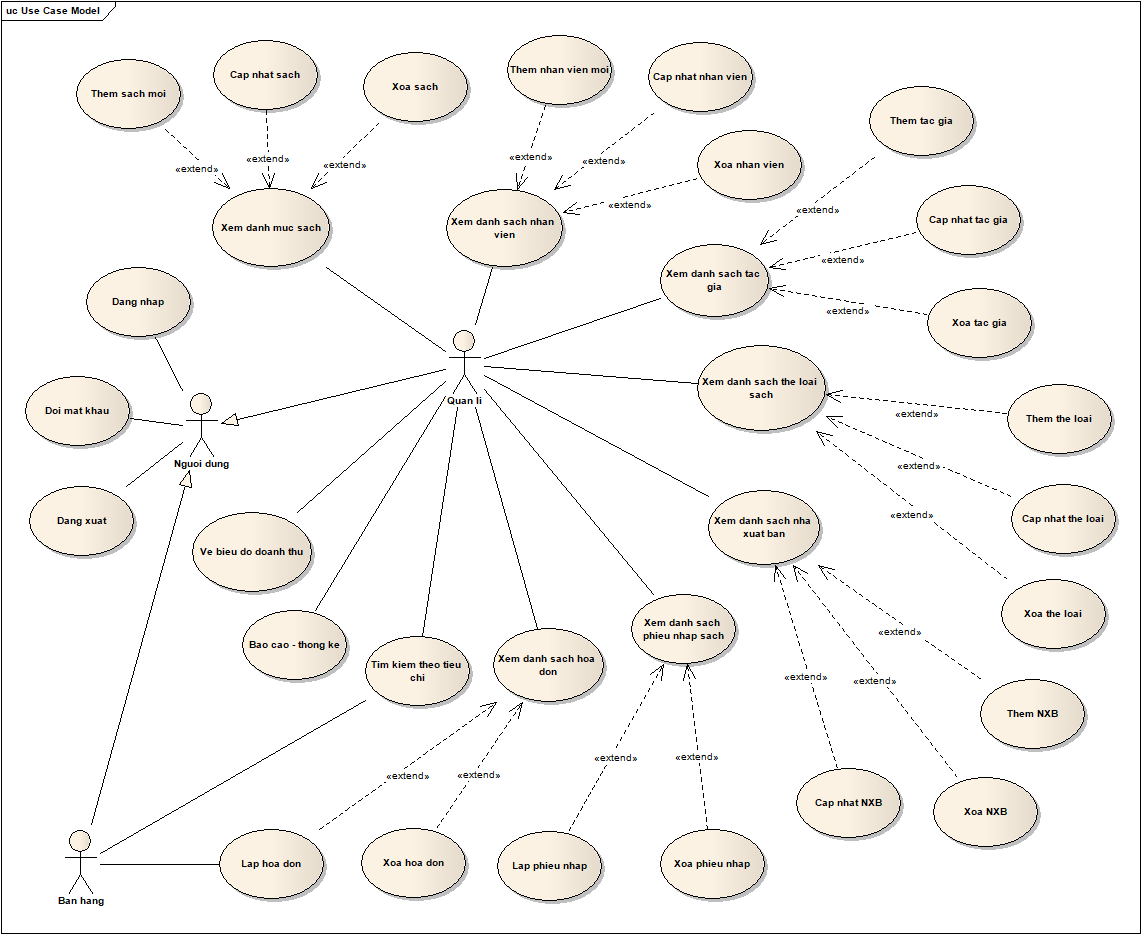 uc Use Case Model
Them sach moi
Cap nhat sach
Xoa sach
Them nhan vien moi
Cap nhat nhan vien
Xoa nhan vien
Them tac gia
«extend»
«extend»
«extend»
«extend»
«extend»
«extend»
«extend»
Xem danh muc sach
Xem danh sach nhan
vien
Cap nhat tac gia
«extend»
Xem danh sach tac
gia
Dang nhap
«extend»
Xoa tac gia
Quan li
Xem danh sach the loai
sach
Doi mat khau
«extend»
Them the loai
Nguoi dung
«extend»
Dang xuat
«extend»
Cap nhat the loai
Xem danh sach nha
xuat ban
Ve bieu do doanh thu
Xoa the loai
Bao cao - thong ke
Tim kiem theo tieu
chi
Xem danh sach hoa
don
Xem danh sach
phieu nhap sach
«extend»
«extend»
«extend»
Them NXB
«extend»
«extend»
«extend»
«extend»
Cap nhat NXB
Xoa NXB
Lap hoa don
Xoa hoa don
Lap phieu nhap
Xoa phieu nhap
Ban hang